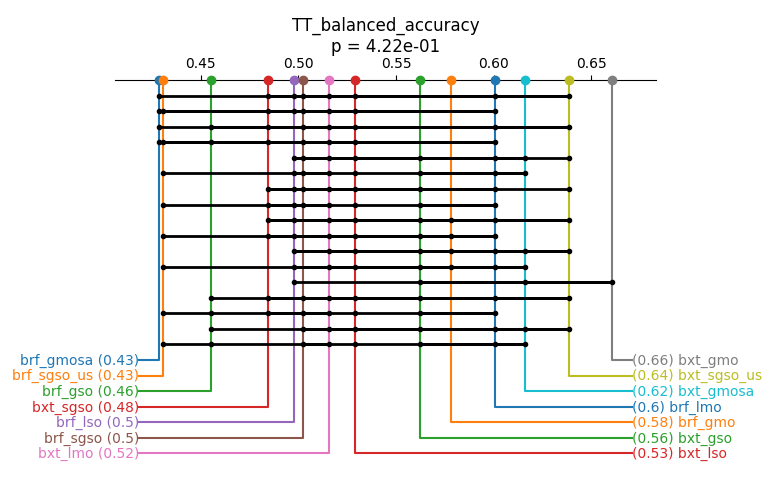 TT_balanced_accuracy
p = 4.22e-01
0.45 0.50 0.55 0.60 0.65
brf_gmosa (0.43) (0.66) bxt_gmo
brf_sgso_us (0.43) (0.64) bxt_sgso_us
brf_gso (0.46) (0.62) bxt_gmosa
bxt_sgso (0.48) (0.6) brf_lmo
brf_lso (0.5) (0.58) brf_gmo
brf_sgso (0.5) (0.56) bxt_gso
bxt_lmo (0.52) (0.53) bxt_lso